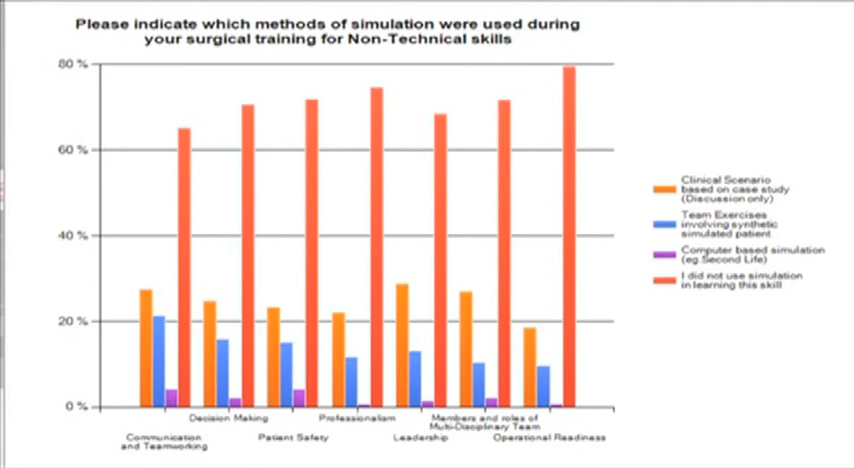 Please indicate which methods of simulation were used during
your surgical training for Non-Technical skills
80 %
60 %
40 %
20 %
0 %
Communication
and Teamworking
Decision Making
Patient Safety
Professionalism
Leadership
Members and roles of
Multi-Disciplinary Team
Operational Readiness
Clinical Scenario
based on case study
(Discussion only)
Team Exercises
involving synthetic
simulated patient
Computer based simulation
(eg.Second Life)
I did not use simulation
in learning this skill